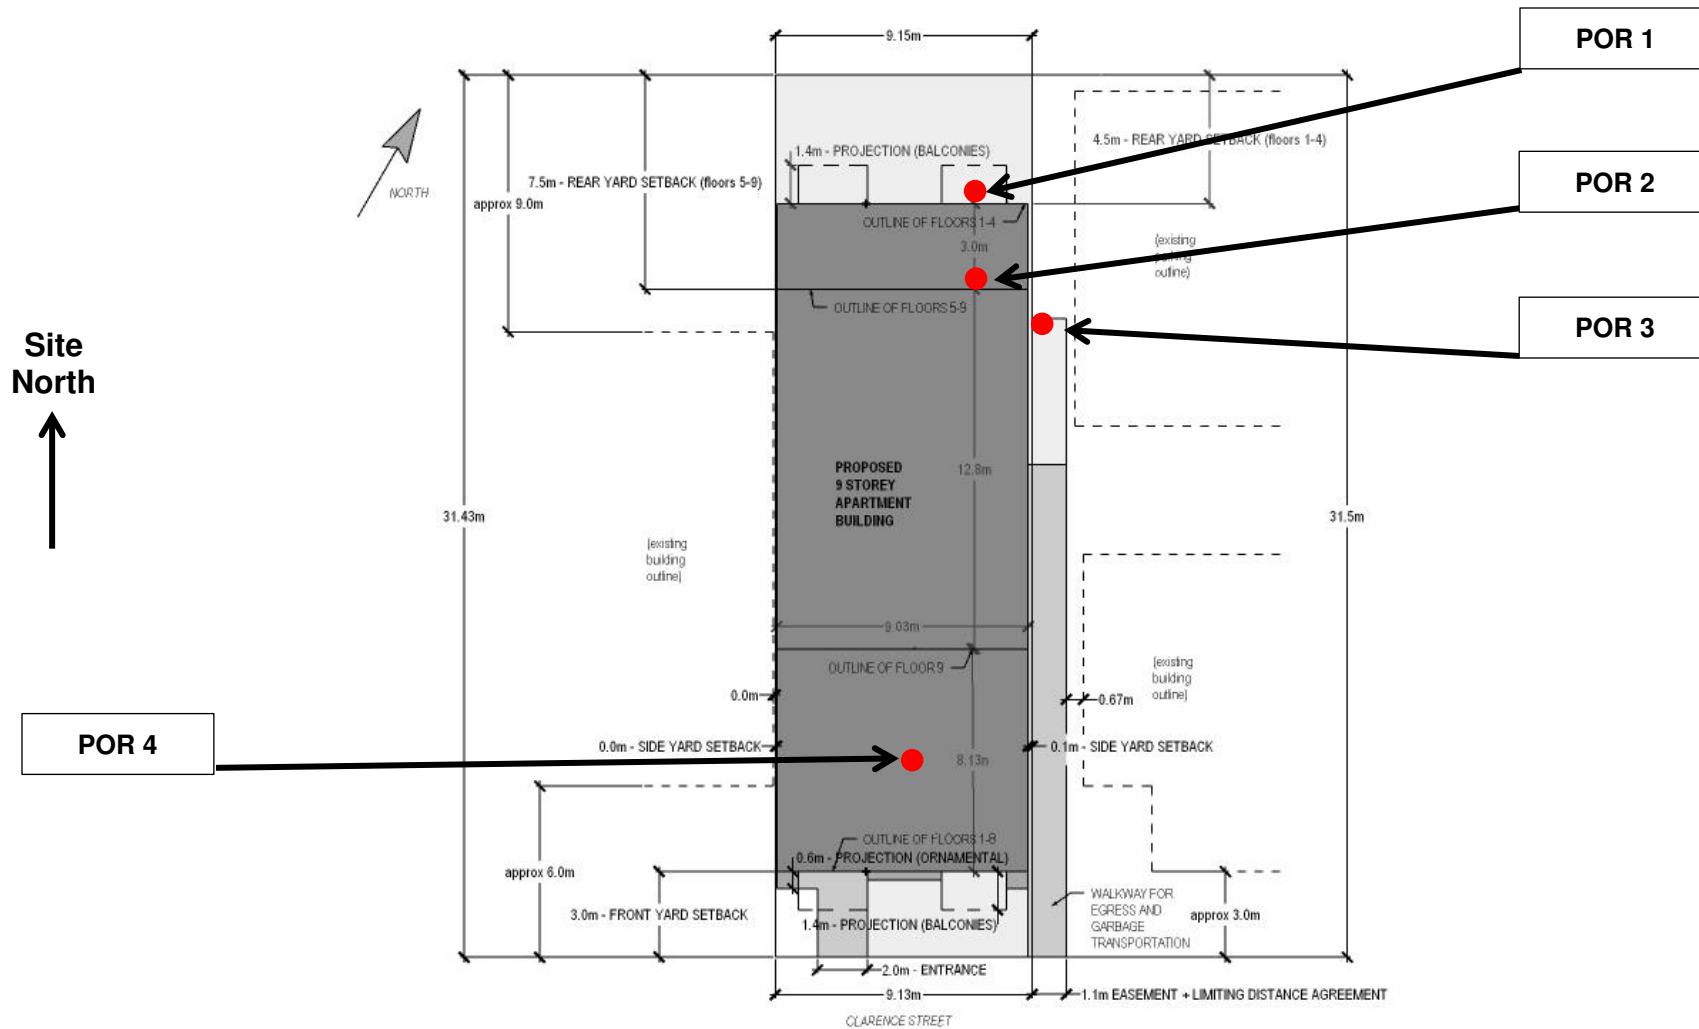 POR 1
9.15m
4.5m - REAR YARD SETBACK (floors 1-4)
1.4m - PROJECTION (BALCONIES)
7.5m - REAR YARD SETBACK (floors 5-9)
POR 2
NORTH
approx 9.0m
OUTLINE OF FLOORS 1-4
3.0m
(existing
building
outline)
OUTLINE OF FLOORS 5-9
POR 3
Site
North
PROPOSED
9 STOREY
APARTMENT
BUILDING
12.8m
31.43m
31.5m
(existing
building
outline)
9.03m
OUTLINE OF FLOOR 9
(existing
building
outline)
0.0m
0.67m
POR 4
0.0m - SIDE YARD SETBACK
0.1m - SIDE YARD SETBACK
8.13m
OUTLINE OF FLOORS 1-8
0.6m - PROJECTION (ORNAMENTAL)
approx 6.0m
3.0m - FRONT YARD SETBACK
1.4m - PROJECTION (BALCONIES)
WALKWAY FOR
EGRESS AND
GARBAGE
TRANSPORTATION
approx 3.0m
2.0m - ENTRANCE
9.13m
1.1m EASEMENT + LIMITING DISTANCE AGREEMENT
CLARENCE STREET